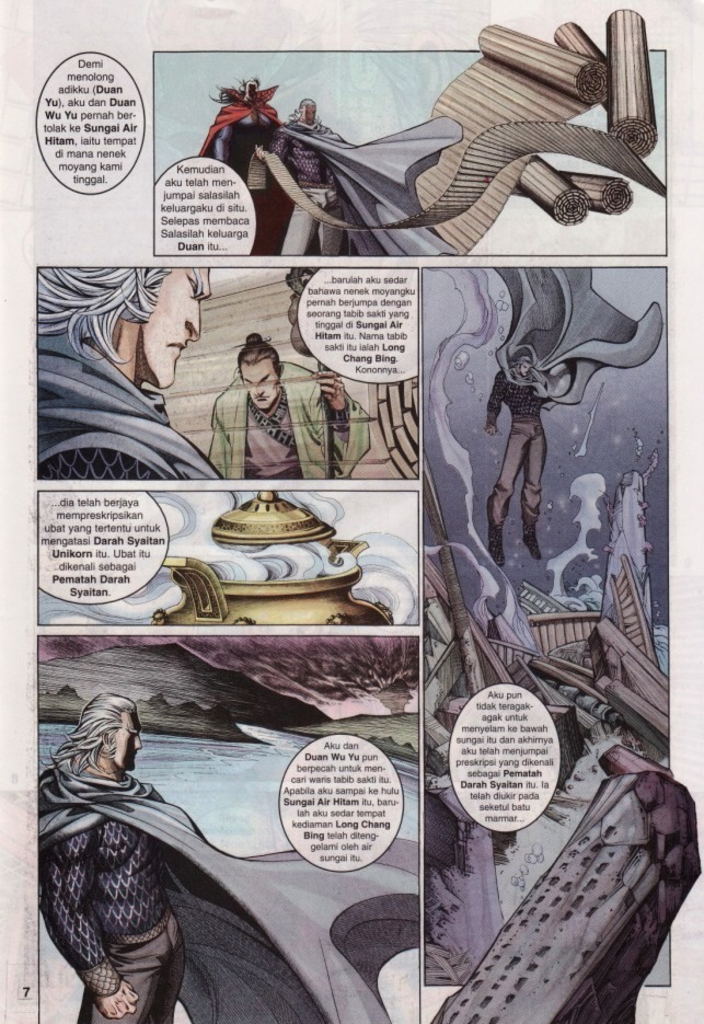 Demi
menolong
adikku (Duan
Yu), aku dan Duan
Wu Yu pernah ber-
tolak ke Sungai Air
Hitam, iaitu tempat
di mana nenek
moyang kami
tinggal.
Kemudian
aku telah men-
jumpai salasilah
keluargaku di situ.
Selepas membaca
Salasilah keluarga
Duan itu...
...barulah aku sedar
bahawa nenek moyangku
pernah berjumpa dengan
seorang tabib sakti yang
tinggal di Sungai Air
Hitam itu. Nama tabib
sakti itu ialah Long
Chang Bing.
Kononnya...
...dia telah berjaya
mempreskripsikan
ubat yang tertentu untuk
mengatasi Darah Syaitan
Unikorn itu. Ubat itu
dikenali sebagai
Pematah Darah
Syaitan.
Aku dan
Duan Wu Yu pun
berpecah untuk men-
cari waris tabib sakti itu.
Apabila aku sampai ke hulu
Sungai Air Hitam itu, baru-
lah aku sedar tempat
kediaman Long Chang
Bing telah diteng-
gelami oleh air
sungai itu.
Aku pun
tidak teragak-
agak untuk
menyelam ke bawah
sungai itu dan akhirnya
aku telah menjumpai
preskripsi yang dikenali
sebagai Pematah Darah
Syaitan itu. Ia
telah diukir pada
seketul batu
marmar...
7